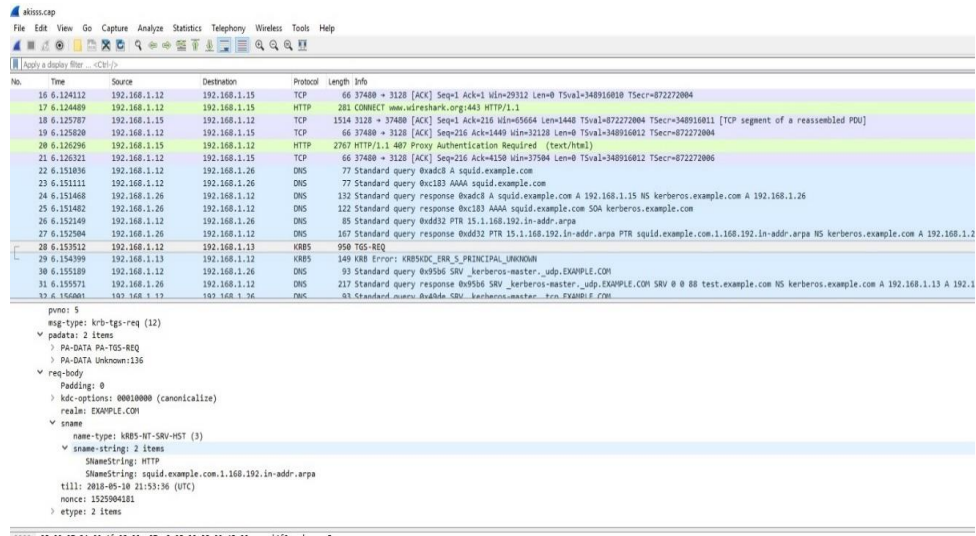 akisss.cap
File Edit View Go Capture Analyze Statistics Telephony Wireless Tools Help
Apply a display filter ... <Ctrl-/>
No. Time Source Destination Protocol Length Info
16 6.124112 192.168.1.12 192.168.1.15 TCP 66 37480 → 3128 [ACK] Seq=1 Ack=1 Win=29312 Len=0 TSval=348916010 TSecr=872272004
17 6.124489 192.168.1.12 192.168.1.15 HTTP 281 CONNECT www.wireshark.org:443 HTTP/1.1
18 6.125787 192.168.1.15 192.168.1.12 TCP 1514 3128 → 37480 [ACK] Seq=1 Ack=216 Win=65664 Len=1448 TSval=872272004 TSecr=348916011 [TCP segment of a reassembled PDU]
19 6.125820 192.168.1.12 192.168.1.15 TCP 66 37480 → 3128 [ACK] Seq=216 Ack=1449 Win=32128 Len=0 TSval=348916012 TSecr=872272004
20 6.126296 192.168.1.15 192.168.1.12 HTTP 2767 HTTP/1.1 407 Proxy Authentication Required (text/html)
21 6.126321 192.168.1.12 192.168.1.15 TCP 66 37480 → 3128 [ACK] Seq=216 Ack=4150 Win=37504 Len=0 TSval=348916012 TSecr=872272006
22 6.151036 192.168.1.12 192.168.1.26 DNS 77 Standard query 0xadc8 A squid.example.com
23 6.151111 192.168.1.12 192.168.1.26 DNS 77 Standard query 0xc183 AAAA squid.example.com
24 6.151468 192.168.1.26 192.168.1.12 DNS 132 Standard query response 0xadc8 A squid.example.com A 192.168.1.15 NS kerberos.example.com A 192.168.1.26
25 6.151482 192.168.1.26 192.168.1.12 DNS 122 Standard query response 0xc183 AAAA squid.example.com SOA kerberos.example.com
26 6.152149 192.168.1.12 192.168.1.26 DNS 85 Standard query 0xdd32 PTR 15.1.168.192.in-addr.arpa
27 6.152504 192.168.1.26 192.168.1.12 DNS 167 Standard query response 0xdd32 PTR 15.1.168.192.in-addr.arpa PTR squid.example.com.1.168.192.in-addr.arpa NS kerberos.example.com A 192.168.1.2
28 6.153512 192.168.1.12 192.168.1.13 KRB5 950 TGS-REQ
29 6.154383 192.168.1.13 192.168.1.12 KRB5 149 KRB Error: KRB5KDC_ERR_S_PRINCIPAL_UNKNOWN
30 6.155189 192.168.1.12 192.168.1.26 DNS 93 Standard query 0x95b6 SRV _kerberos-master._udp.EXAMPLE.COM
31 6.155571 192.168.1.26 192.168.1.12 DNS 217 Standard query response 0x95b6 SRV _kerberos-master._udp.EXAMPLE.COM SRV 0 0 88 test.example.com NS kerberos.example.com A 192.168.1.13 A 192.1
32 6.156001 192.168.1.12 192.168.1.26 DNS 93 Standard query SRV _kerberos-master._tcp.EXAMPLE.COM
pvno: 5
msg-type: krb-tgs-req (12)
padata: 2 items
PA-DATA PA-TGS-REQ
PA-DATA Unknown:136
req-body
Padding: 0
kdc-options: 00010000 (canonicalize)
realm: EXAMPLE.COM
sname
name-type: kRB5-NT-SRV-HST (3)
sname-string: 2 items
SNameString: HTTP
SNameString: squid.example.com.1.168.192.in-addr.arpa
till: 2018-05-10 21:53:36 (UTC)
nonce: 1525904181
etype: 2 items